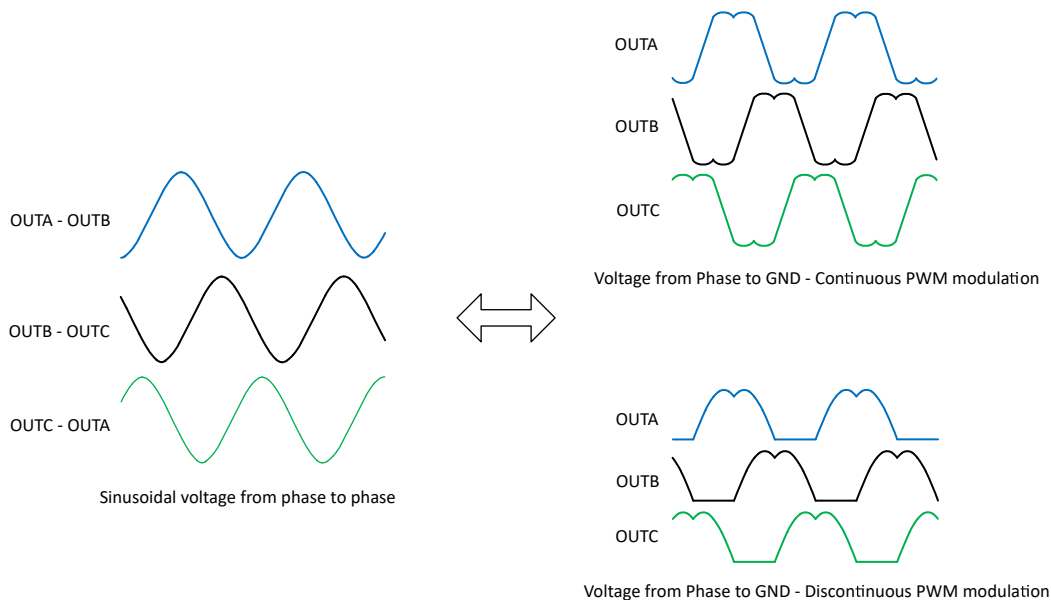 OUTA - OUTB
OUTB - OUTC
OUTC - OUTA
Sinusoidal voltage from phase to phase
OUTA
OUTB
OUTC
Voltage from Phase to GND - Continuous PWM modulation
OUTA
OUTB
OUTC
Voltage from Phase to GND - Discontinuous PWM modulation